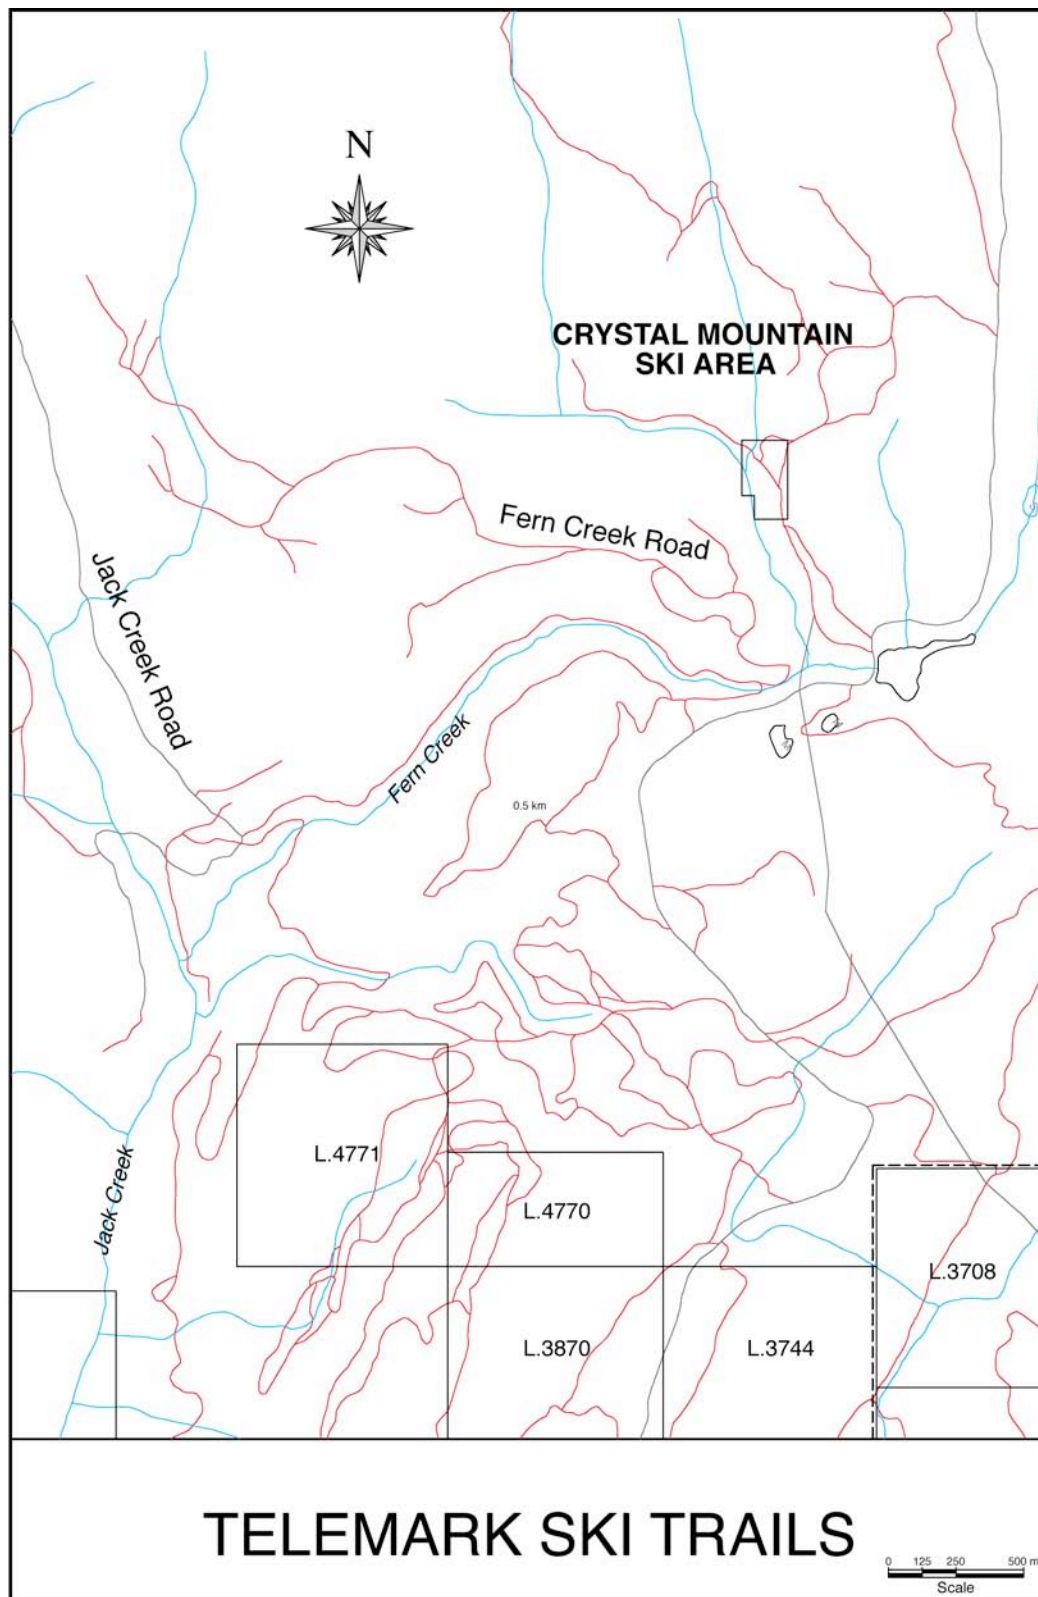 N
CRYSTAL MOUNTAIN
SKI AREA
Fern Creek Road
Jack Creek Road
Fern Creek
0.5 km
L.4771
L.4770
Jack Creek
L.3708
L.3870
L.3744
TELEMARK SKI TRAILS
0 125 250 500 m
Scale